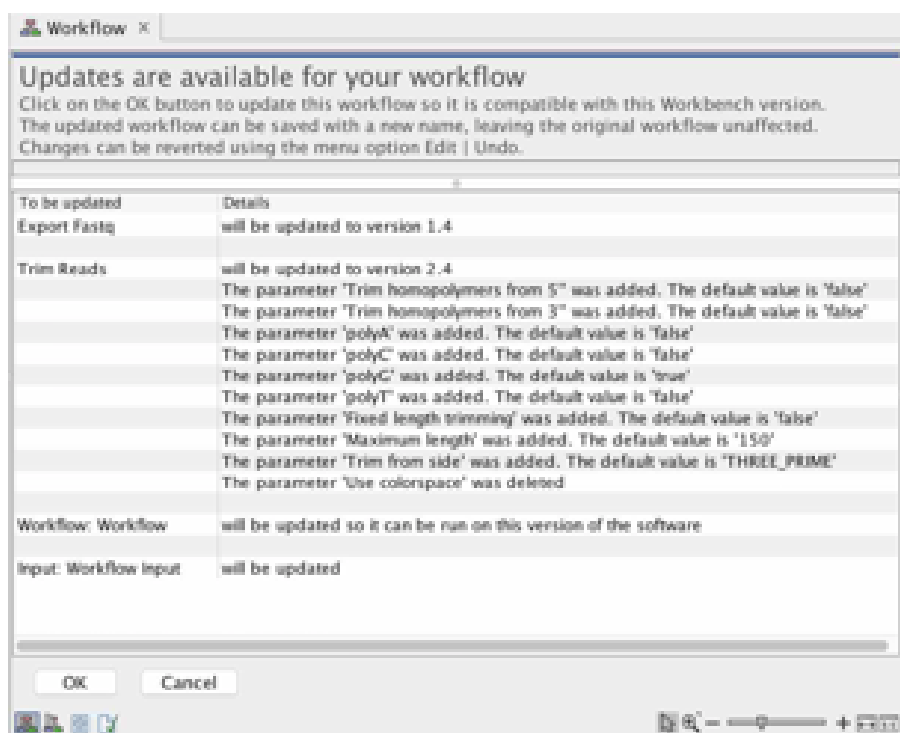 Workflow
Updates are available for your workflow
Click on the OK button to update this workflow so it is compatible with this Workbench version.
The updated workflow can be saved with a new name, leaving the original workflow unaffected.
Changes can be reverted using the menu option Edit | Undo.
To be updated Details
Export Fastq will be updated to version 1.4
Trim Reads will be updated to version 2.4
The parameter 'Trim homopolymers from 5'' was added. The default value is 'false'
The parameter 'Trim homopolymers from 3'' was added. The default value is 'false'
The parameter 'polyA' was added. The default value is 'false'
The parameter 'polyC' was added. The default value is 'false'
The parameter 'polyG' was added. The default value is 'true'
The parameter 'polyT' was added. The default value is 'false'
The parameter 'Fixed length trimming' was added. The default value is 'false'
The parameter 'Maximum length' was added. The default value is '150'
The parameter 'Trim from side' was added. The default value is 'THREE_PRIME'
The parameter 'Use colorspace' was deleted
Workflow: Workflow will be updated so it can be run on this version of the software
Input: Workflow Input will be updated
OK Cancel